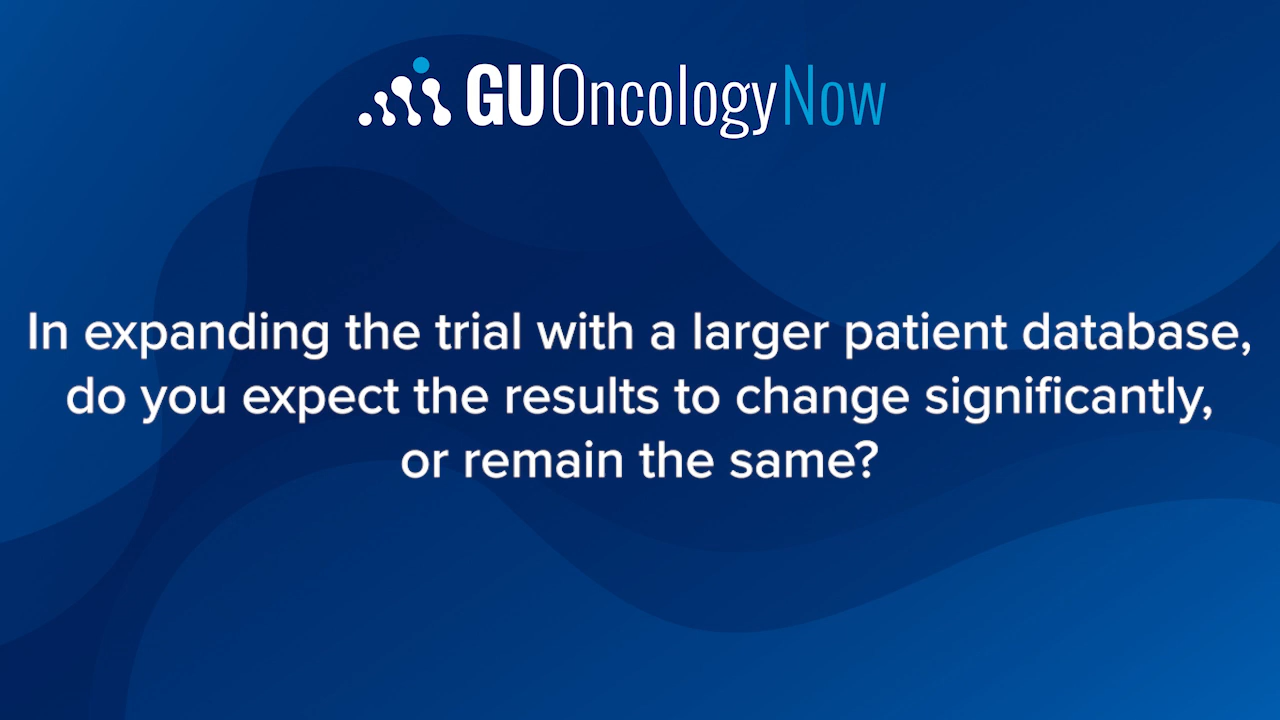 GUOncologyNow
In expanding the trial with a larger patient database,
do you expect the results to change significantly,
or remain the same?